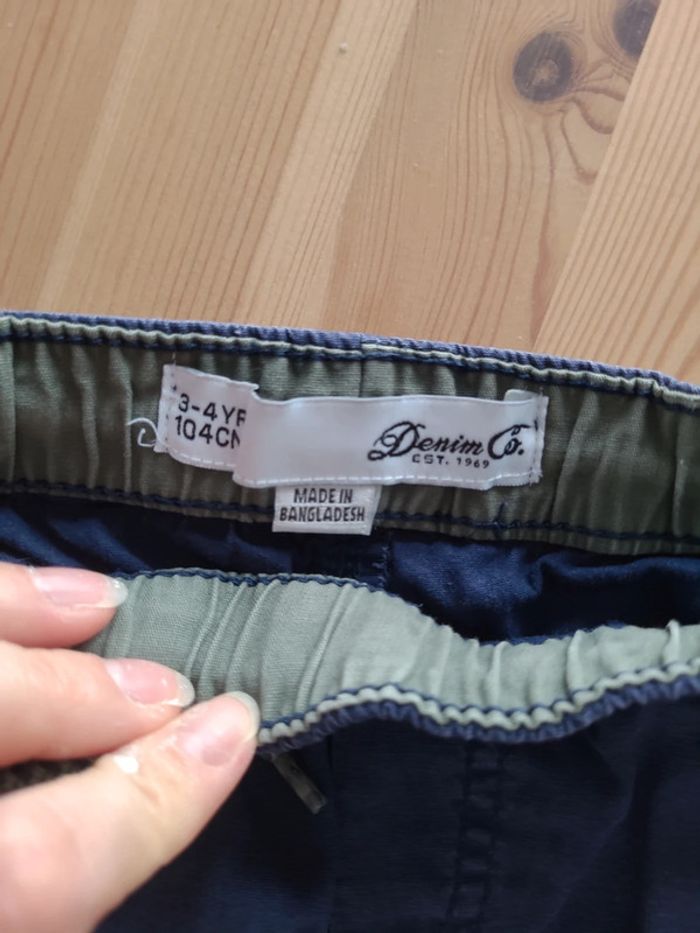 3-4YR
104CM
Denim Co.
EST. 1969
MADE IN
BANGLADESH